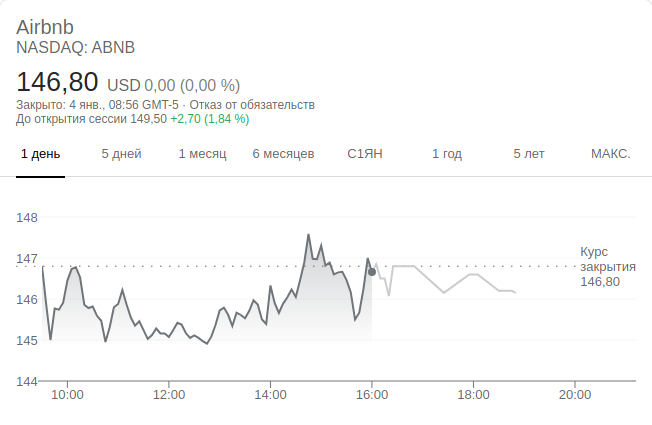 Airbnb
NASDAQ: ABNB
146,80 USD 0,00 (0,00 %)
Закрыто: 4 янв., 08:56 GMT-5 · Отказ от обязательств
До открытия сессии 149,50 +2,70 (1,84 %)
1 день 5 дней 1 месяц 6 месяцев С1ЯН 1 год 5 лет МАКС.
148
147
146
145
144
Курс
закрытия
146,80
10:00 12:00 14:00 16:00 18:00 20:00